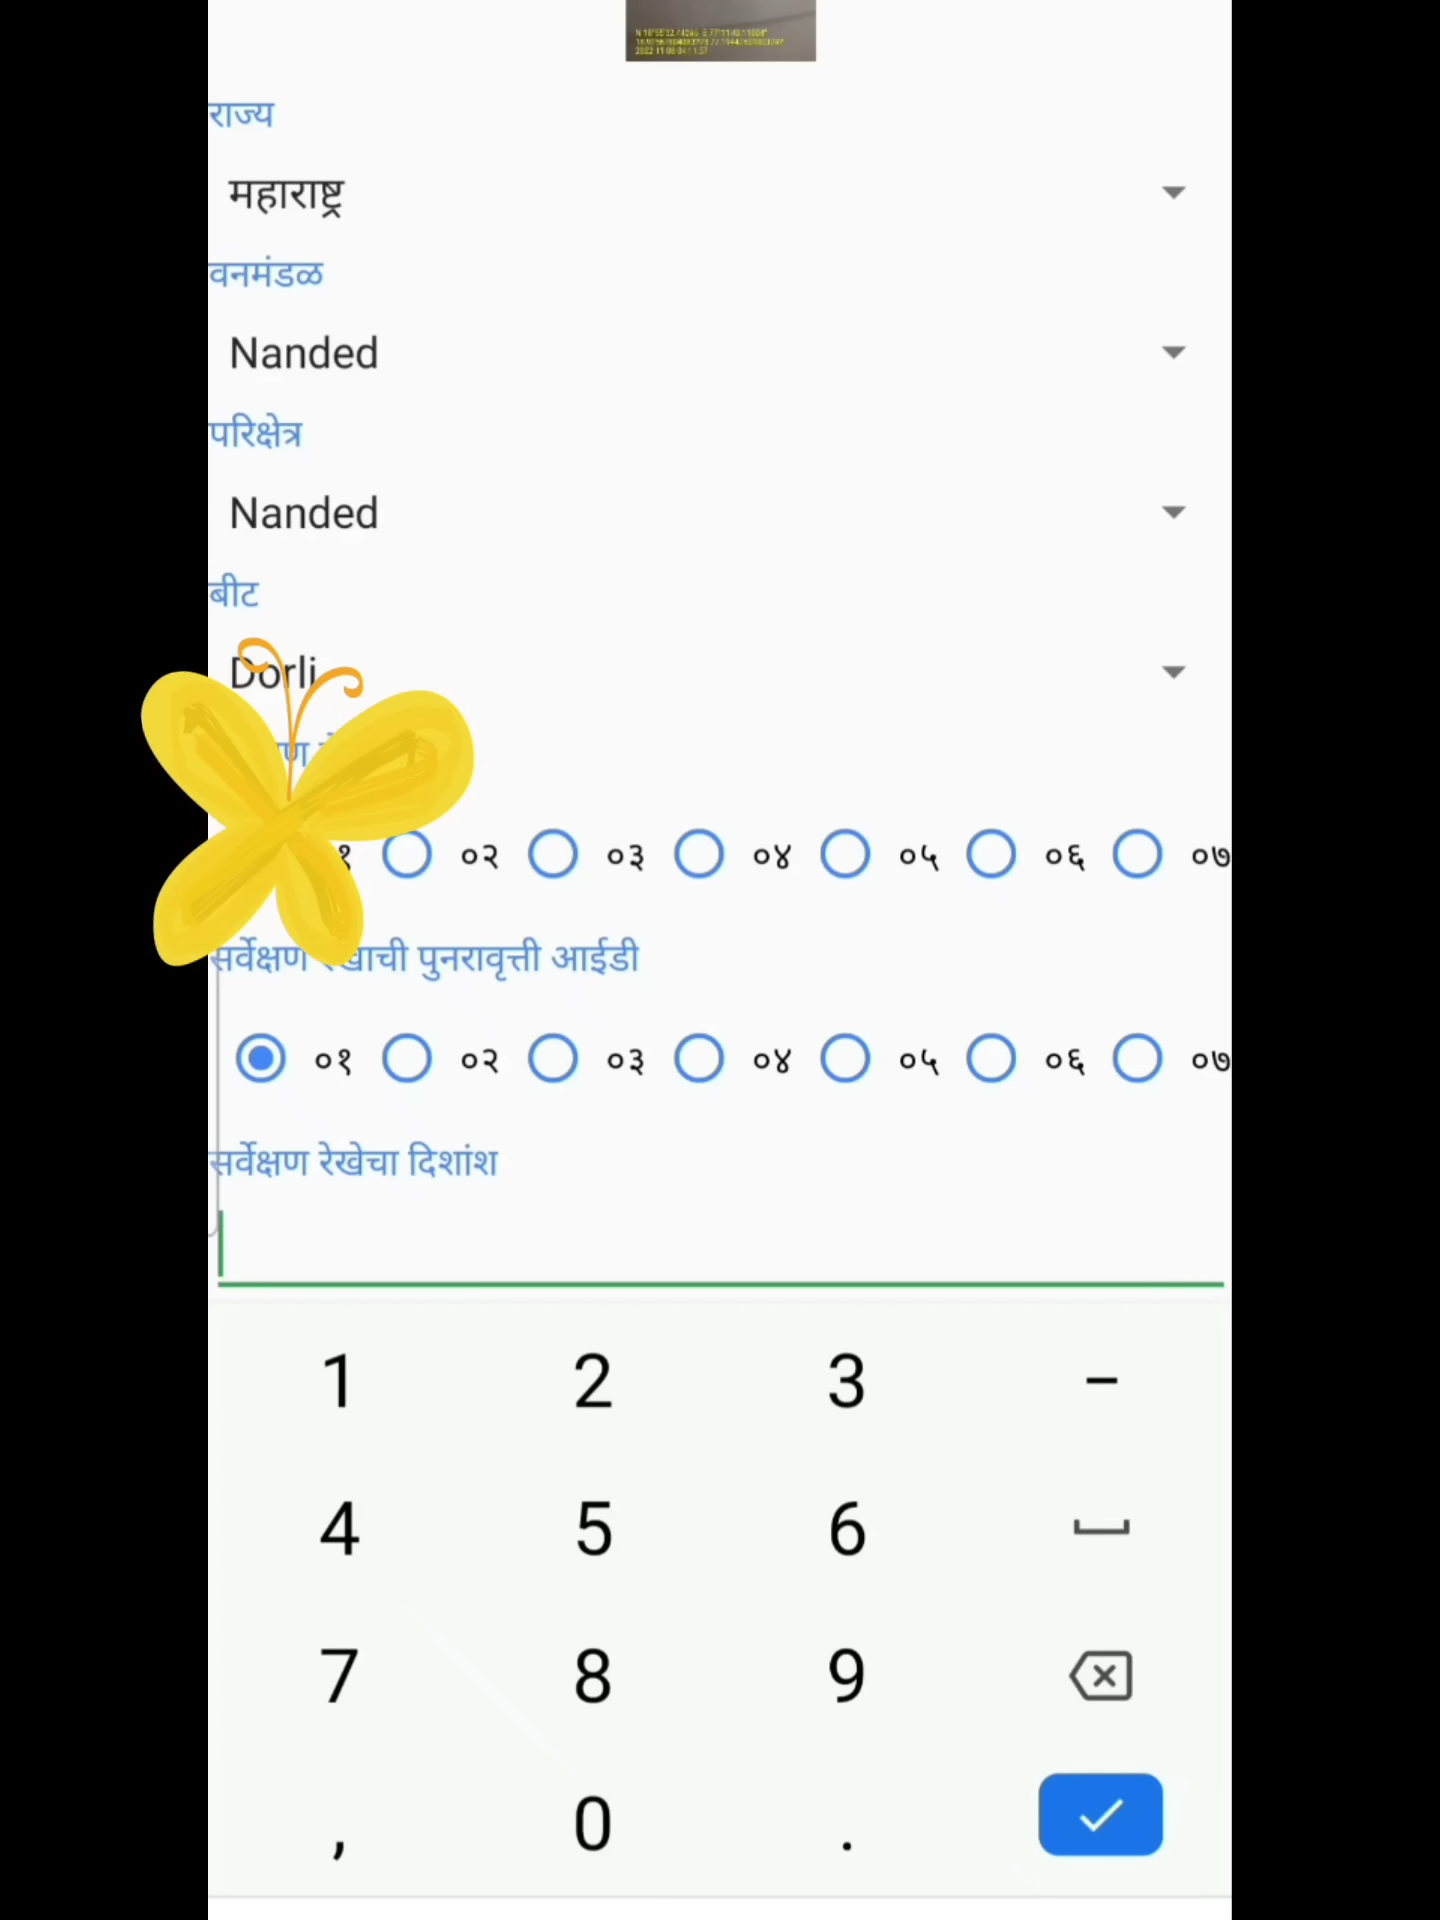 राज्य
महाराष्ट्र
वनमंडळ
Nanded
परिक्षेत्र
Nanded
बीट
Dorli
०२ ०३ ०४ ०५ ०६ ०७
सर्वेक्षण रेखाची पुनरावृत्ती आईडी
०१ ०२ ०३ ०४ ०५ ०६ ०७
सर्वेक्षण रेखेचा दिशांश
1 2 3 –
4 5 6
7 8 9
, 0 .